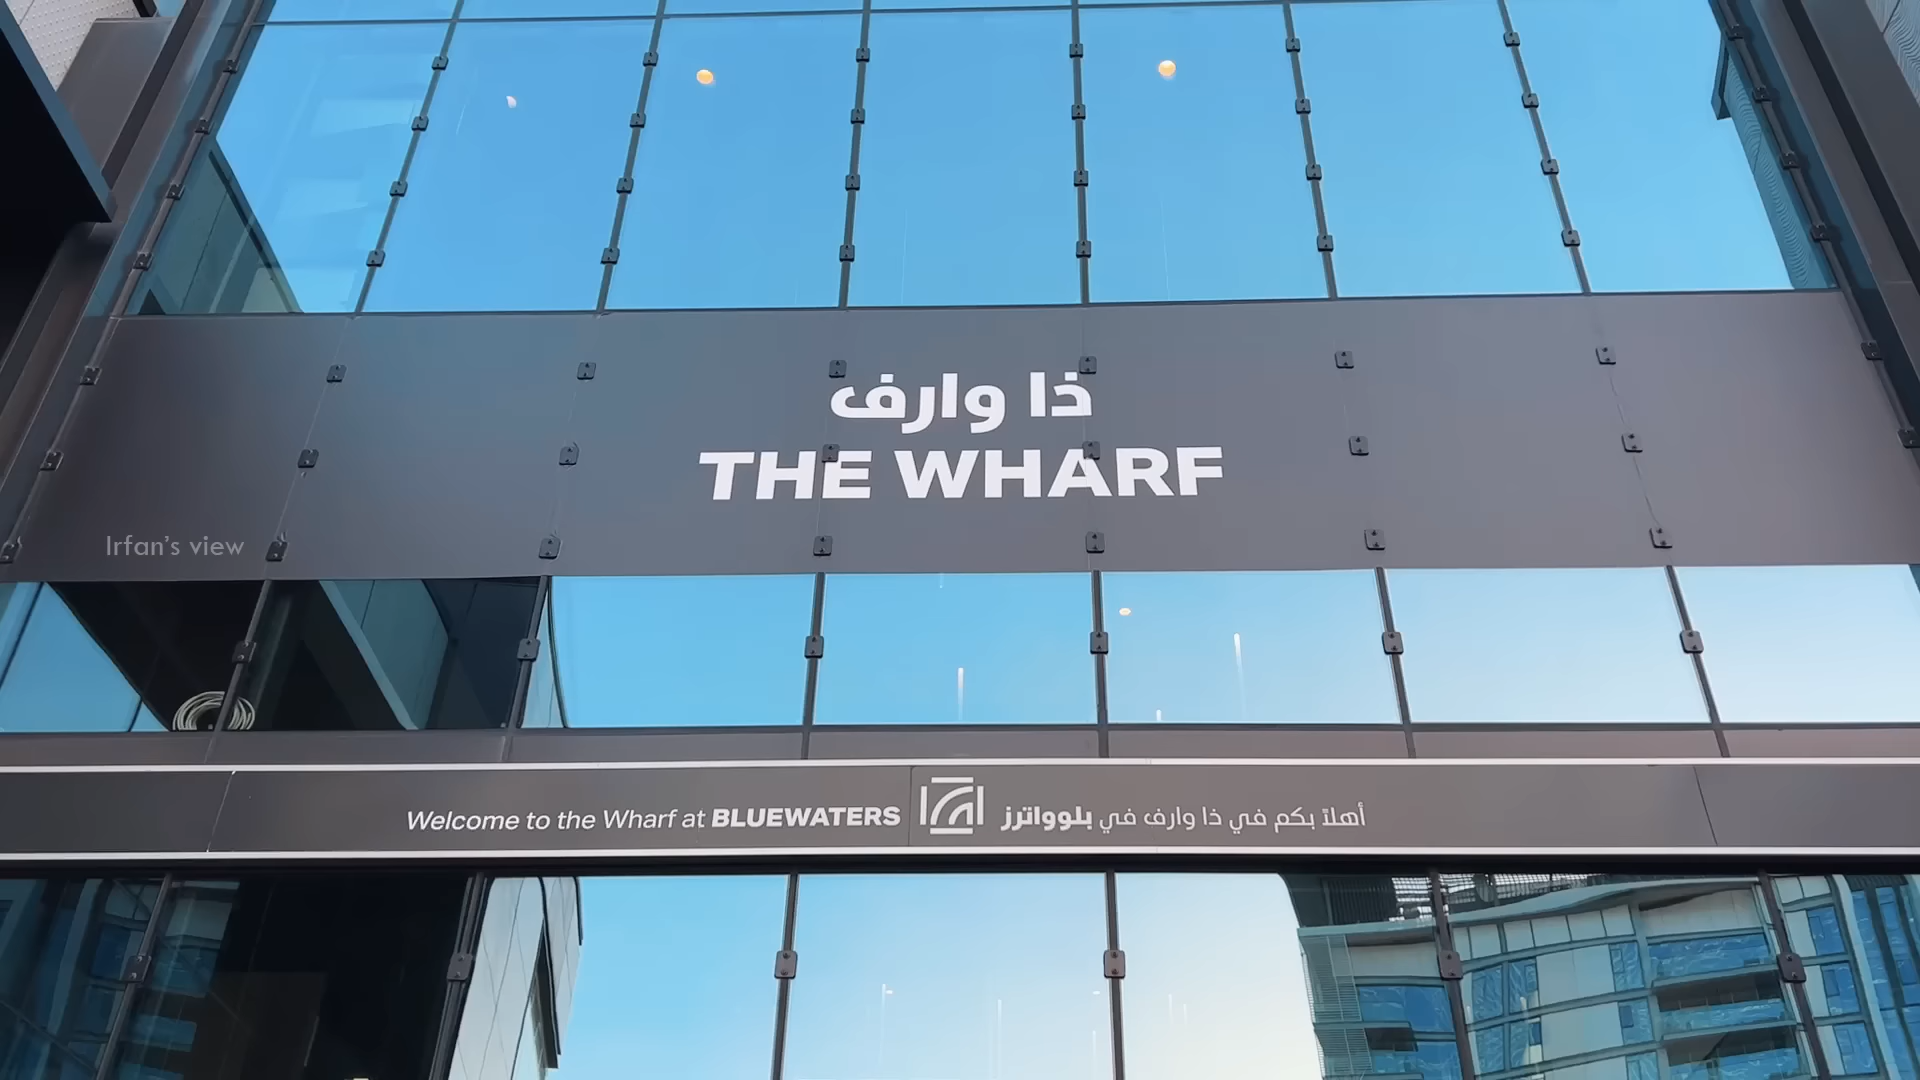 ذا وارف
THE WHARF
Irfan's view
Welcome to the Wharf at BLUEWATERS
أهلاً بكم في ذا وارف في بلوواترز